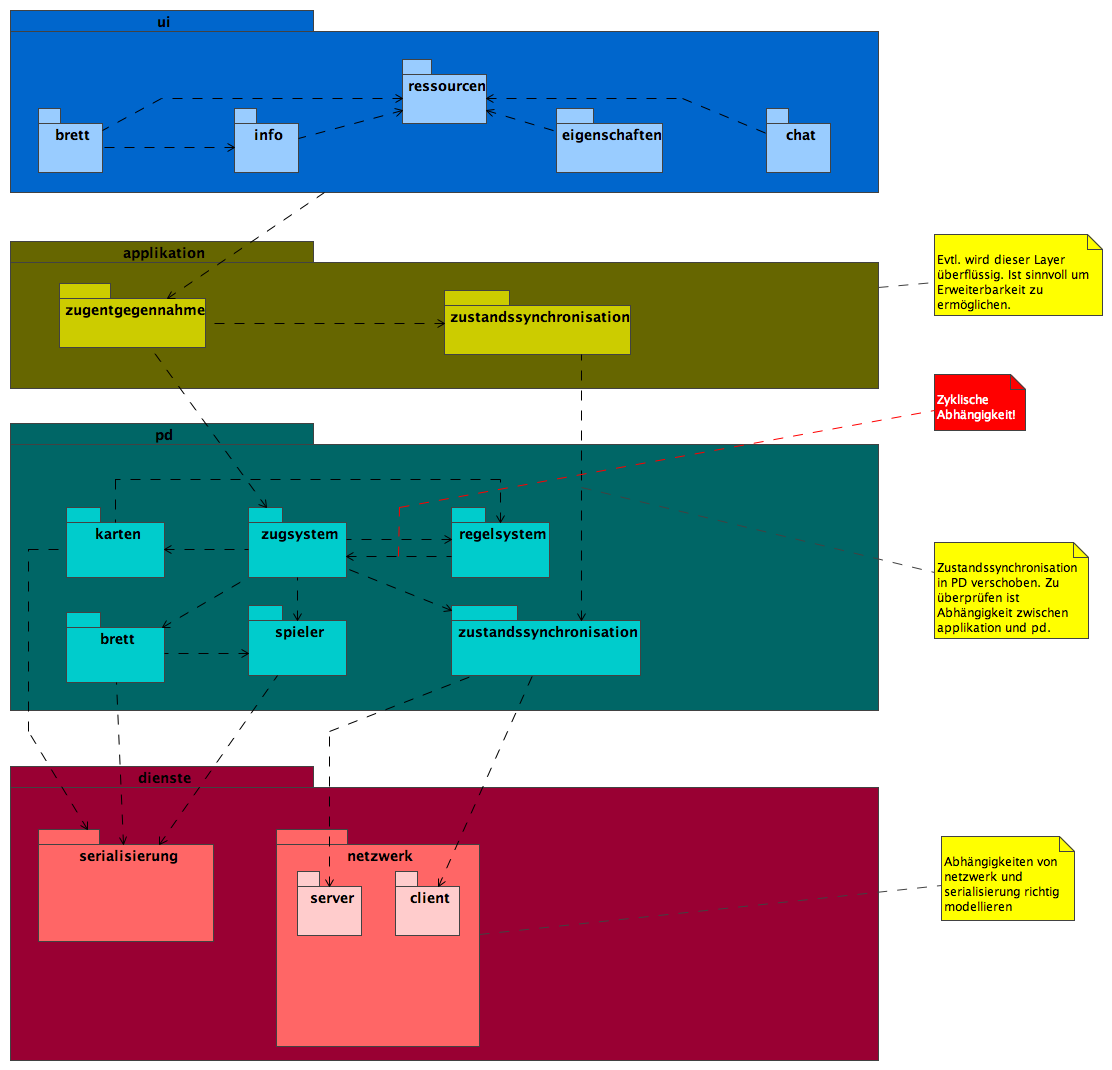 ui
ressourcen
brett
info
eigenschaften
chat
applikation
zugentgegennahme
zustandssynchronisation
Evtl. wird dieser Layer
überflüssig. Ist sinnvoll um
Erweiterbarkeit zu
ermöglichen.
Zyklische
Abhängigkeit!
pd
karten
zugsystem
regelsystem
brett
spieler
zustandssynchronisation
Zustandssynchronisation
in PD verschoben. Zu
überprüfen ist
Abhängigkeit zwischen
applikation und pd.
dienste
serialisierung
netzwerk
server
client
Abhängigkeiten von
netzwerk und
serialisierung richtig
modellieren